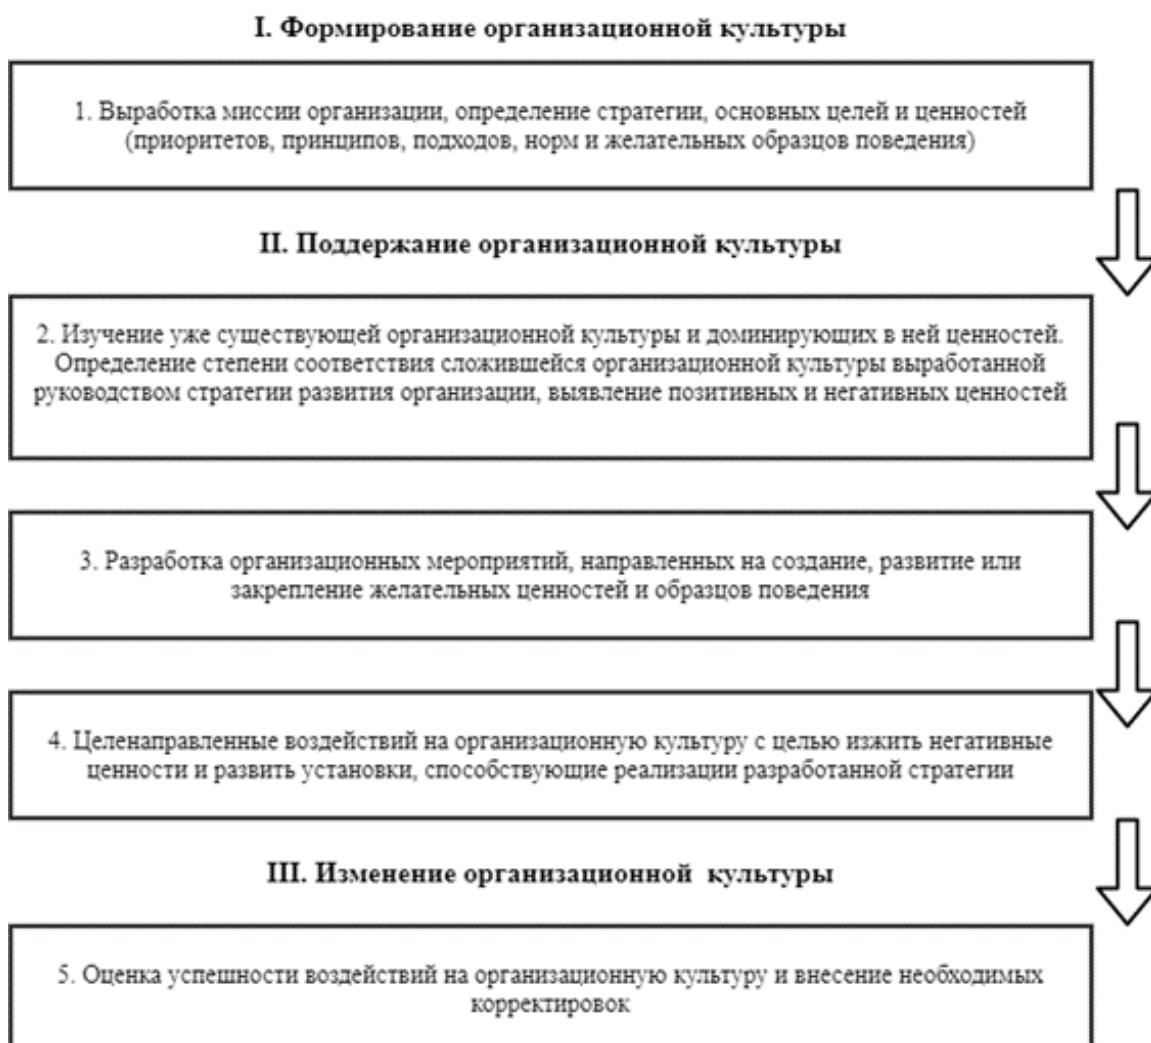 I. Формирование организационной культуры
1. Выработка миссии организации, определение стратегии, основных целей и ценностей
(приоритетов, принципов, подходов, норм и желательных образцов поведения)
II. Поддержание организационной культуры
2. Изучение уже существующей организационной культуры и доминирующих в ней ценностей.
Определение степени соответствия сложившейся организационной культуры выработанной
руководством стратегии развития организации, выявление позитивных и негативных ценностей
3. Разработка организационных мероприятий, направленных на создание, развитие или
закрепление желательных ценностей и образцов поведения
4. Целенаправленные воздействий на организационную культуру с целью изжить негативные
ценности и развить установки, способствующие реализации разработанной стратегии
III. Изменение организационной культуры
5. Оценка успешности воздействий на организационную культуру и внесение необходимых
корректировок